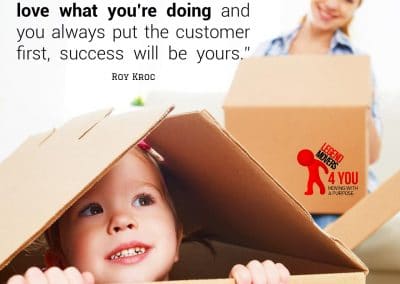 love what you're doing and
you always put the customer
first, success will be yours."
Roy Kroc
LEGEND
MOVERS
4 YOU
MOVING WITH
A PURPOSE